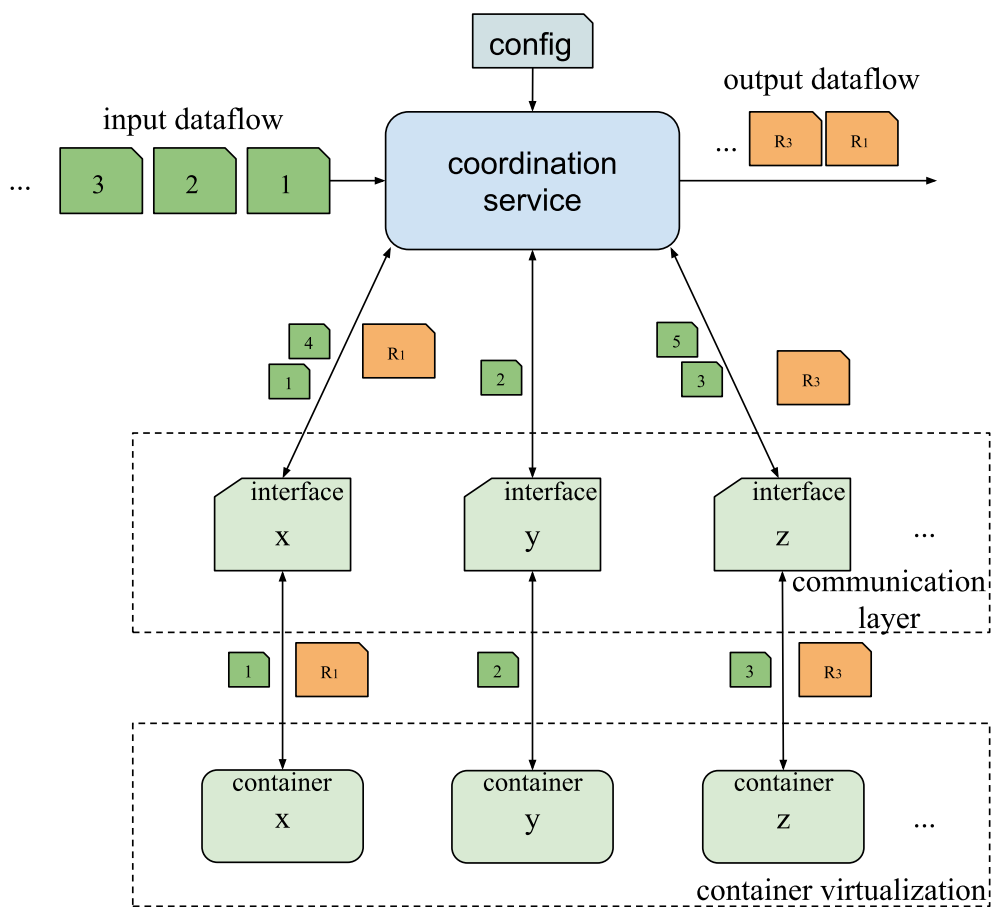 config
output dataflow
input dataflow
... R3 R1
... 3 2 1
coordination
service
4 R1
1
2
5
3 R3
interface
x
interface
y
interface
z
...
communication
layer
1 R1
2
3 R3
container
x
container
y
container
z
...
container virtualization